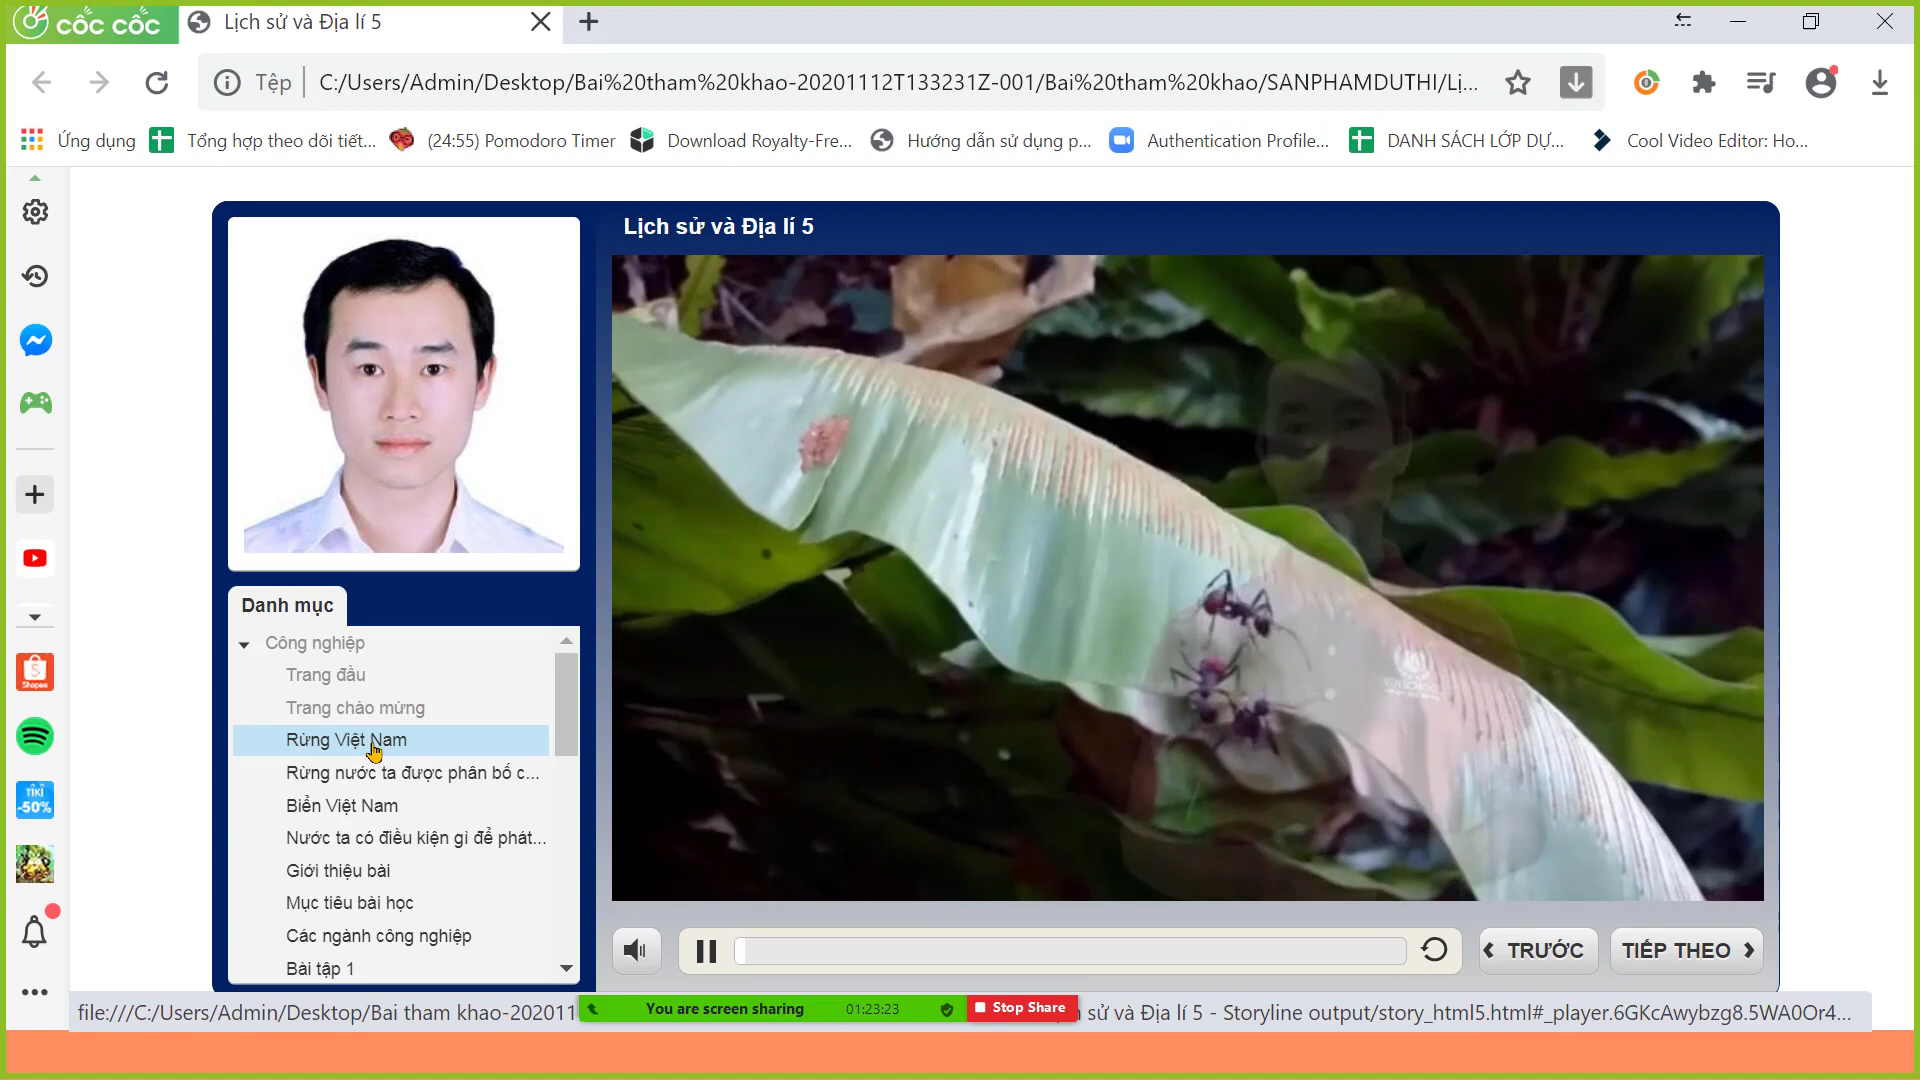 cốc cốc
Lịch sử và Địa lí 5
Tệp
C:/Users/Admin/Desktop/Bai%20tham%20khao-20201112T133231Z-001/Bai%20tham%20khao/SANPHAMDUTHI/Lị...
Ứng dụng
Tổng hợp theo dõi tiết...
(24:55) Pomodoro Timer
Download Royalty-Fre...
Hướng dẫn sử dụng p...
Authentication Profile...
DANH SÁCH LỚP DỰ...
Cool Video Editor: Ho...
Lịch sử và Địa lí 5
Danh mục
Công nghiệp
Trang đầu
Trang chào mừng
Rừng Việt Nam
Rừng nước ta được phân bố c...
Biển Việt Nam
Nước ta có điều kiện gì để phát...
Giới thiệu bài
Mục tiêu bài học
Các ngành công nghiệp
Bài tập 1
Shopee
TIKI
-50%
TRƯỚC
TIẾP THEO
file:///C:/Users/Admin/Desktop/Bai tham khao-202011
You are screen sharing
01:23:23
Stop Share
sử và Địa lí 5 - Storyline output/story_html5.html#_player.6GKcAwybzg8.5WA0Or4...